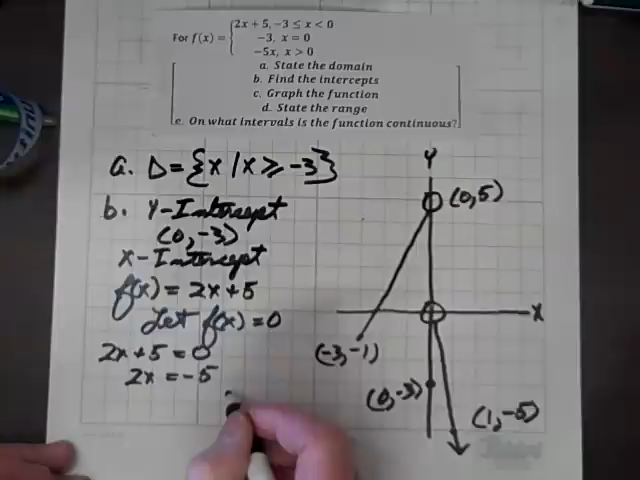 For f(x) = { 2x + 5, −3 ≤ x < 0
−3, x = 0
−5x, x > 0
a. State the domain
b. Find the intercepts
c. Graph the function
d. State the range
e. On what intervals is the function continuous?
a. D = {x | x ≥ -3}
b. Y-Intercept
(0, -3)
X-Intercept
f(x) = 2x + 5
Let f(x) = 0
2x + 5 = 0
2x = -5
Y
(0, 5)
X
(-3, -1)
(0, -3)
(1, -5)